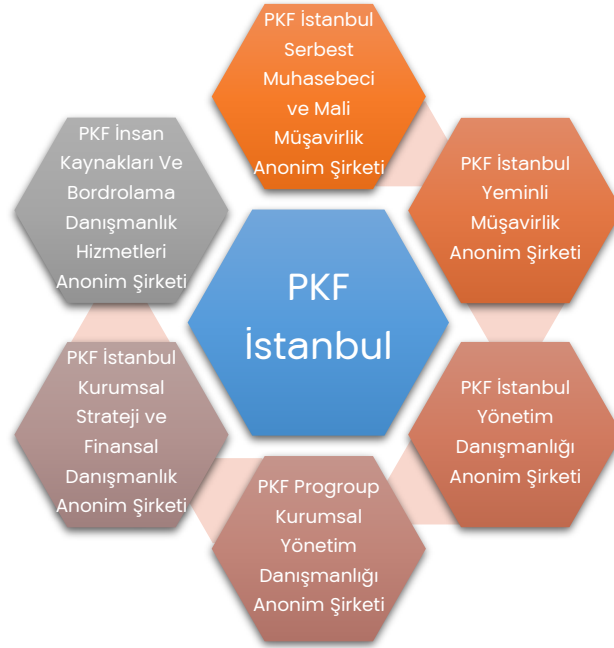 PKF İstanbul
Serbest
Muhasebeci
ve Mali
Müşavirlik
Anonim Şirketi
PKF İnsan
Kaynakları Ve
Bordrolama
Danışmanlık
Hizmetleri
Anonim Şirketi
PKF İstanbul
Yeminli
Müşavirlik
Anonim Şirketi
PKF
İstanbul
PKF İstanbul
Kurumsal
Strateji ve
Finansal
Danışmanlık
Anonim Şirketi
PKF İstanbul
Yönetim
Danışmanlığı
Anonim Şirketi
PKF Progroup
Kurumsal
Yönetim
Danışmanlığı
Anonim Şirketi